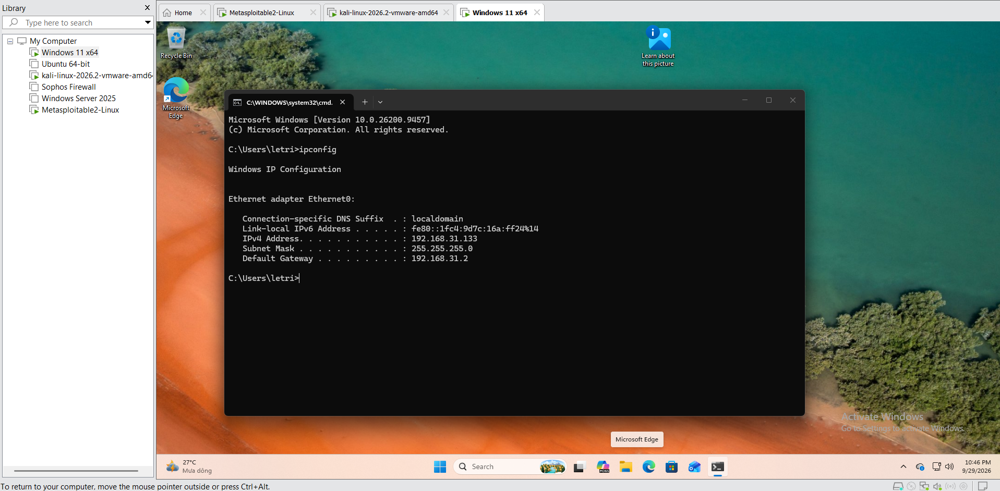 Library
Type here to search
My Computer
Windows 11 x64
Ubuntu 64-bit
kali-linux-2026.2-vmware-amd64
Sophos Firewall
Windows Server 2025
Metasploitable2-Linux
Home
Metasploitable2-Linux
kali-linux-2026.2-vmware-amd64
Windows 11 x64
Recycle Bin
Microsoft
Edge
Learn about
this picture
C:\WINDOWS\system32\cmd.
Microsoft Windows [Version 10.0.26200.9457]
(c) Microsoft Corporation. All rights reserved.
C:\Users\letri>ipconfig
Windows IP Configuration
Ethernet adapter Ethernet0:
Connection-specific DNS Suffix  . : localdomain
Link-local IPv6 Address . . . . . : fe80::1fc4:9d7c:16a:ff24%14
IPv4 Address. . . . . . . . . . . : 192.168.31.133
Subnet Mask . . . . . . . . . . . : 255.255.255.0
Default Gateway . . . . . . . . . : 192.168.31.2
C:\Users\letri>
Activate Windows
Go to Settings to activate Windows.
Microsoft Edge
27°C
Mưa dông
Search
M365
10:46 PM
9/29/2026
To return to your computer, move the mouse pointer outside or press Ctrl+Alt.